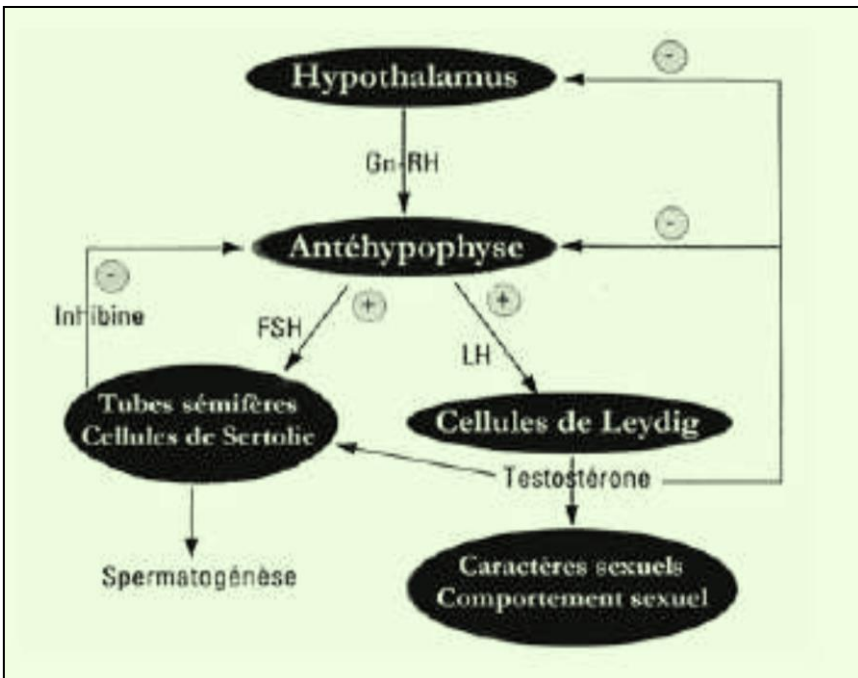 Hypothalamus
-
Gn-RH
Antéhypophyse
-
-
Inhibine
FSH
+
+
LH
Tubes sémifères
Cellules de Sertolie
Cellules de Leydig
Testostérone
Spermatogénèse
Caractères sexuels
Comportement sexuel